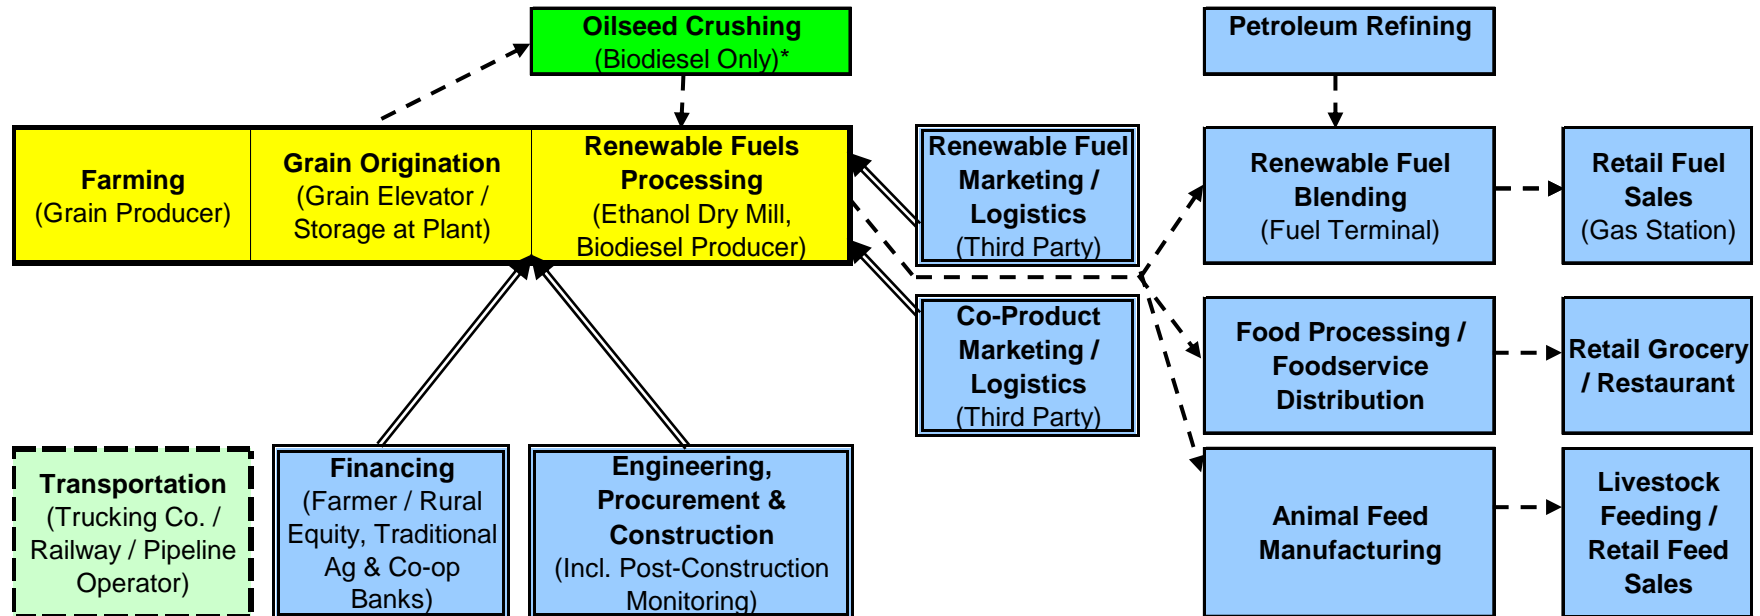 Oilseed Crushing
(Biodiesel Only)*
Petroleum Refining
Farming
(Grain Producer)
Grain Origination
(Grain Elevator /
Storage at Plant)
Renewable Fuels
Processing
(Ethanol Dry Mill,
Biodiesel Producer)
Renewable Fuel
Marketing /
Logistics
(Third Party)
Renewable Fuel
Blending
(Fuel Terminal)
Retail Fuel
Sales
(Gas Station)
Co-Product
Marketing /
Logistics
(Third Party)
Food Processing /
Foodservice
Distribution
Retail Grocery
/ Restaurant
Transportation
(Trucking Co. /
Railway / Pipeline
Operator)
Financing
(Farmer / Rural
Equity, Traditional
Ag & Co-op
Banks)
Engineering,
Procurement &
Construction
(Incl. Post-Construction
Monitoring)
Animal Feed
Manufacturing
Livestock
Feeding /
Retail Feed
Sales